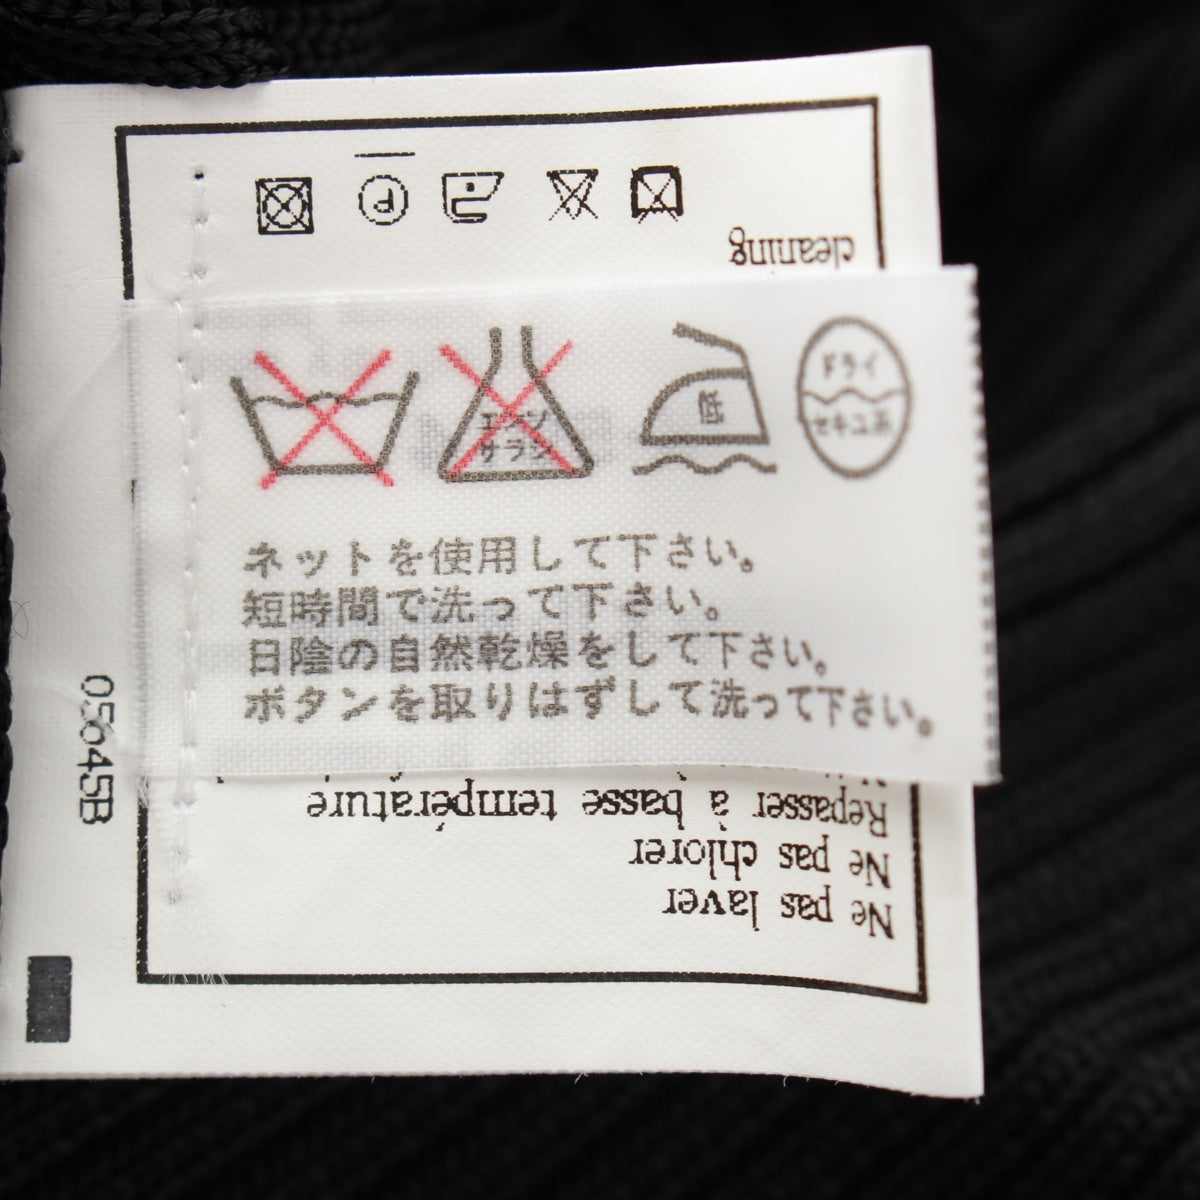 cleaning
P
ドライ
セキユ系
低
エンソ
サラシ
ネットを使用して下さい。
短時間で洗って下さい。
日陰の自然乾燥をして下さい。
ボタンを取りはずして洗って下さい。
05645B
Ne pas laver
Ne pas chlorer
Repasser à basse température